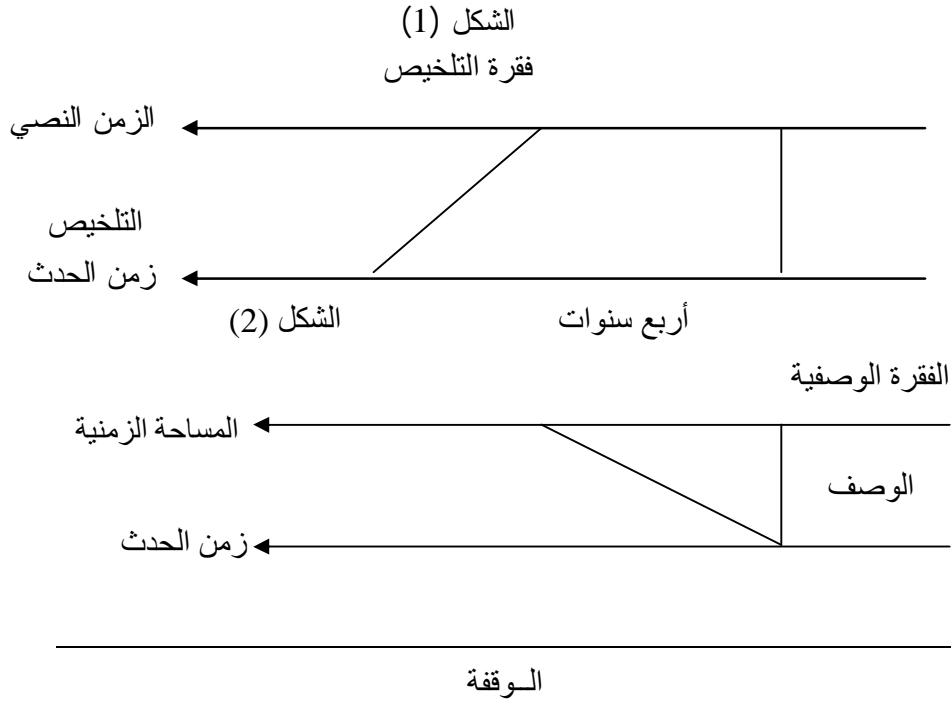 الشكل (1)
فقرة التلخيص
الزمن النصي
التلخيص
زمن الحدث
أربع سنوات
الشكل (2)
الفقرة الوصفية
المساحة الزمنية
الوصف
زمن الحدث
الــوقفة